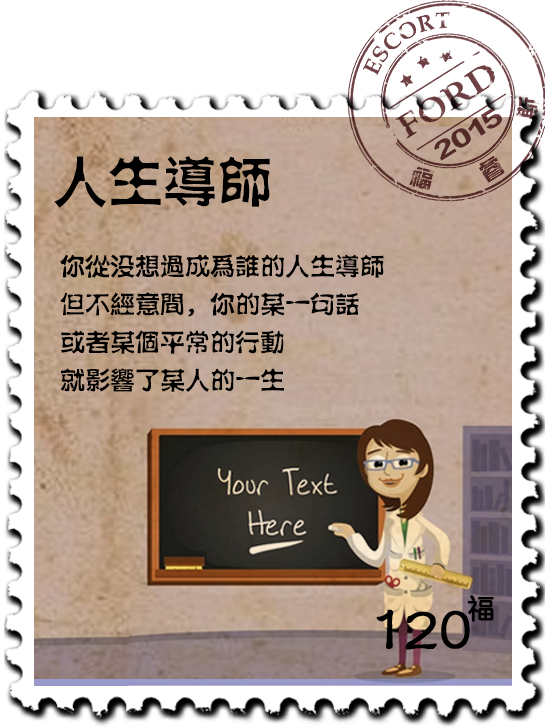 ESCORT
FORD
2015
福 睿 斯
人生導師
你從没想過成爲誰的人生導師
但不經意間，你的某一句話
或者某個平常的行動
就影響了某人的一生
Your Text
Here
120福